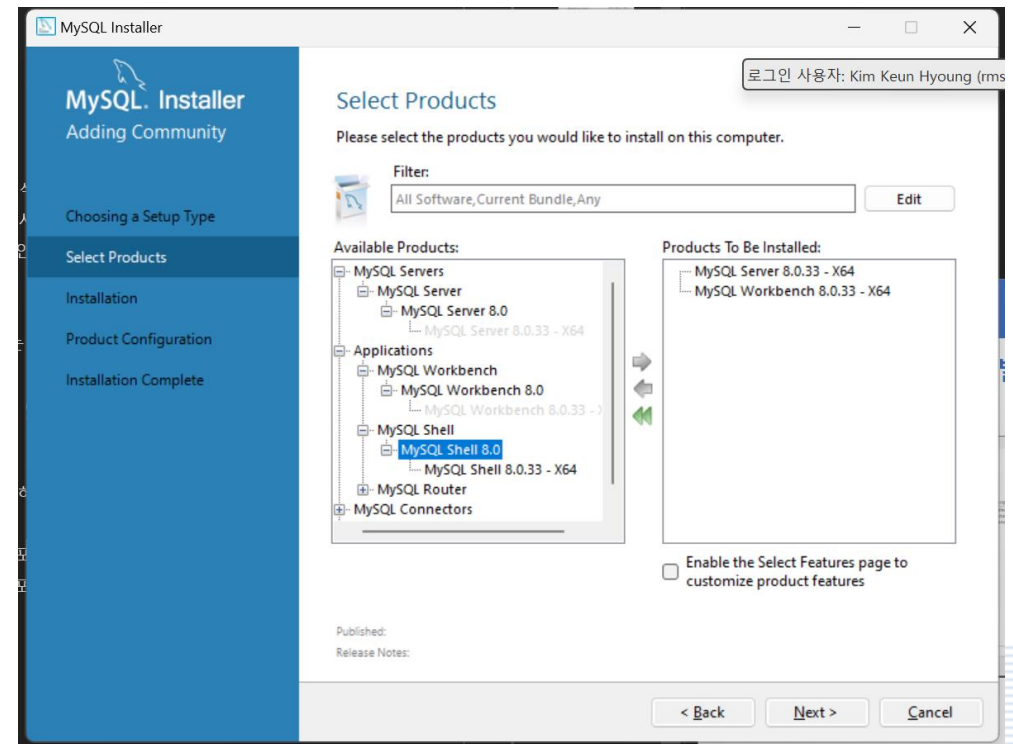 MySQL Installer
로그인 사용자: Kim Keun Hyoung (rms
MySQL. Installer
Adding Community
Choosing a Setup Type
Select Products
Installation
Product Configuration
Installation Complete
Select Products
Please select the products you would like to install on this computer.
Filter:
All Software,Current Bundle,Any
Edit
Available Products:
MySQL Servers
MySQL Server
MySQL Server 8.0
MySQL Server 8.0.33 - X64
Applications
MySQL Workbench
MySQL Workbench 8.0
MySQL Workbench 8.0.33 -
MySQL Shell
MySQL Shell 8.0
MySQL Shell 8.0.33 - X64
MySQL Router
MySQL Connectors
Products To Be Installed:
MySQL Server 8.0.33 - X64
MySQL Workbench 8.0.33 - X64
Enable the Select Features page to
customize product features
Published:
Release Notes:
< Back
Next >
Cancel